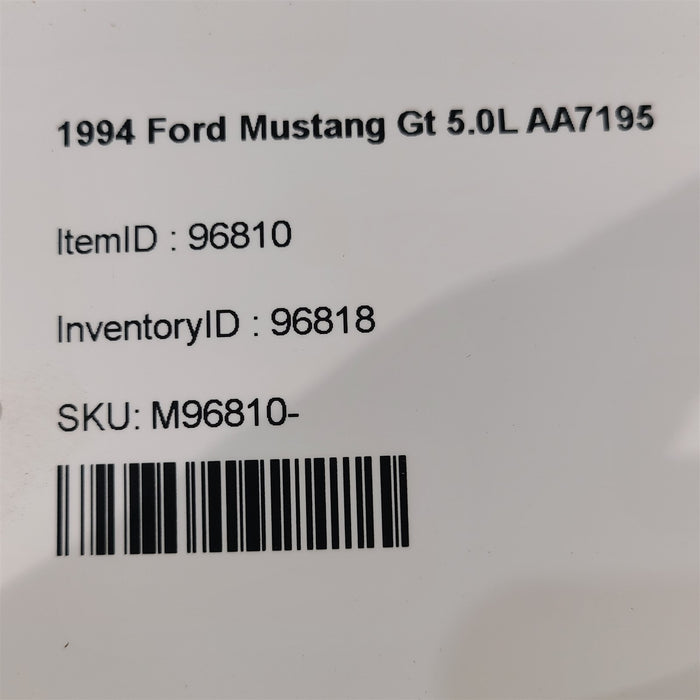 1994 Ford Mustang Gt 5.0L AA7195
ItemID : 96810
InventoryID : 96818
SKU: M96810-